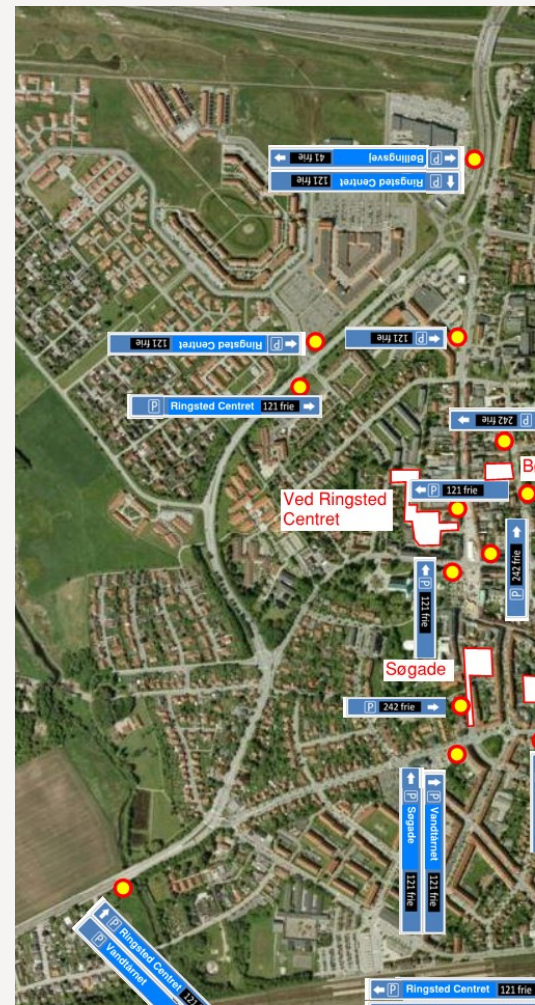 P Bøllingsvej 41 frie
P Ringsted Centret 121 frie
P Ringsted Centret 121 frie
P 121 frie
P Ringsted Centret 121 frie
P 242 frie
P 121 frie
Ved Ringsted
Centret
P 242 frie
P 121 frie
Søgade
P 242 frie
P Søgade 121 frie
P Vandtårnet 121 frie
P Ringsted Centret
P Vandtårnet
P Ringsted Centret 121 frie